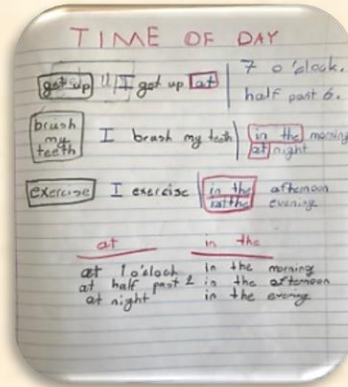 TIME OF DAY
get up I get up at 7 o'clock.
half past 6.
brush my teeth I brush my teeth in the morning
at night
exercise I exercise in the afternoon
evening
at in the
at 1 o'clock in the morning
at half past 2 in the afternoon
at night in the evening